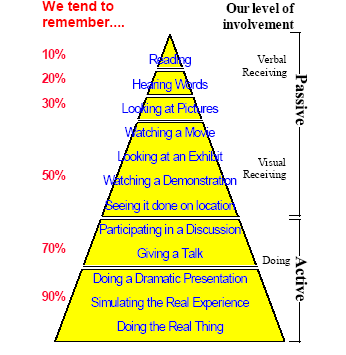 We tend to
remember....
Our level of
involvement
10%
Reading
Verbal
Receiving
20%
Hearing Words
30%
Looking at Pictures
Passive
Watching a Movie
Looking at an Exhibit
50%
Watching a Demonstration
Visual
Receiving
Seeing it done on location
Participating in a Discussion
70%
Giving a Talk
Doing
Active
Doing a Dramatic Presentation
90%
Simulating the Real Experience
Doing the Real Thing